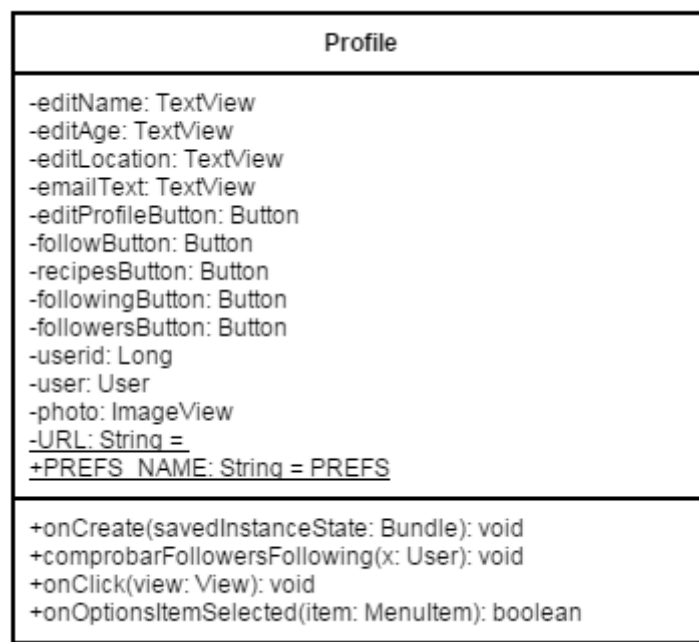 Profile
-editName: TextView
-editAge: TextView
-editLocation: TextView
-emailText: TextView
-editProfileButton: Button
-followButton: Button
-recipesButton: Button
-followingButton: Button
-followersButton: Button
-userid: Long
-user: User
-photo: ImageView
-URL: String =
+PREFS_NAME: String = PREFS
+onCreate(savedInstanceState: Bundle): void
+comprobarFollowersFollowing(x: User): void
+onClick(view: View): void
+onOptionsItemSelected(item: MenuItem): boolean